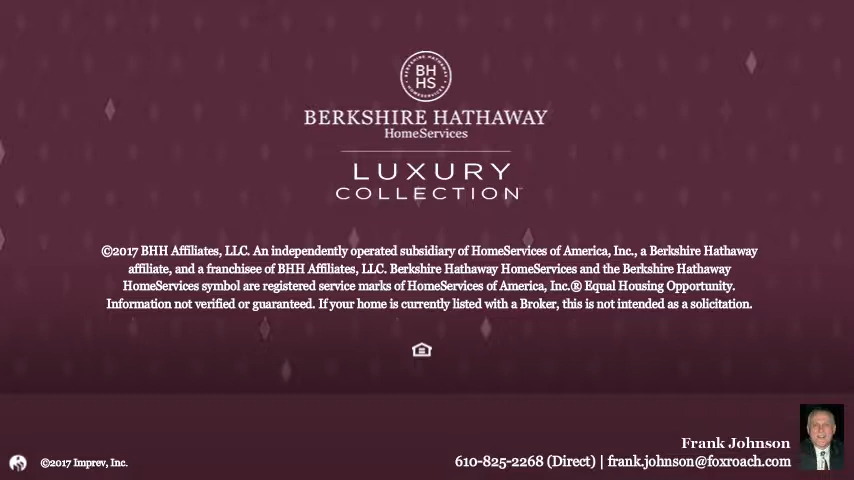 BERKSHIRE HATHAWAY
HOMESERVICES
BH
HS
BERKSHIRE HATHAWAY
HomeServices
LUXURY
COLLECTION
©2017 BHH Affiliates, LLC. An independently operated subsidiary of HomeServices of America, Inc., a Berkshire Hathaway
affiliate, and a franchisee of BHH Affiliates, LLC. Berkshire Hathaway HomeServices and the Berkshire Hathaway
HomeServices symbol are registered service marks of HomeServices of America, Inc.® Equal Housing Opportunity.
Information not verified or guaranteed. If your home is currently listed with a Broker, this is not intended as a solicitation.
Frank Johnson
610-825-2268 (Direct) | frank.johnson@foxroach.com
©2017 Imprev, Inc.